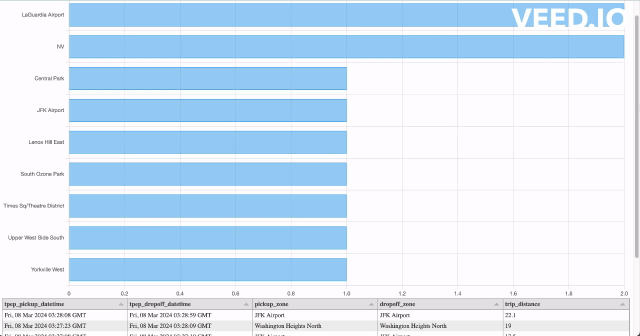 LaGuardia Airport
VEED.IO
NV
Central Park
JFK Airport
Lenox Hill East
South Ozone Park
Times Sq/Theatre District
Upper West Side South
Yorkville West
0 0.2 0.4 0.6 0.8 1.0 1.2 1.4 1.6 1.8 2.0
tpep_pickup_datetime tpep_dropoff_datetime pickup_zone dropoff_zone trip_distance
Fri, 08 Mar 2024 03:28:08 GMT Fri, 08 Mar 2024 03:28:59 GMT JFK Airport JFK Airport 22.1
Fri, 08 Mar 2024 03:27:23 GMT Fri, 08 Mar 2024 03:28:09 GMT Washington Heights North Washington Heights North 19